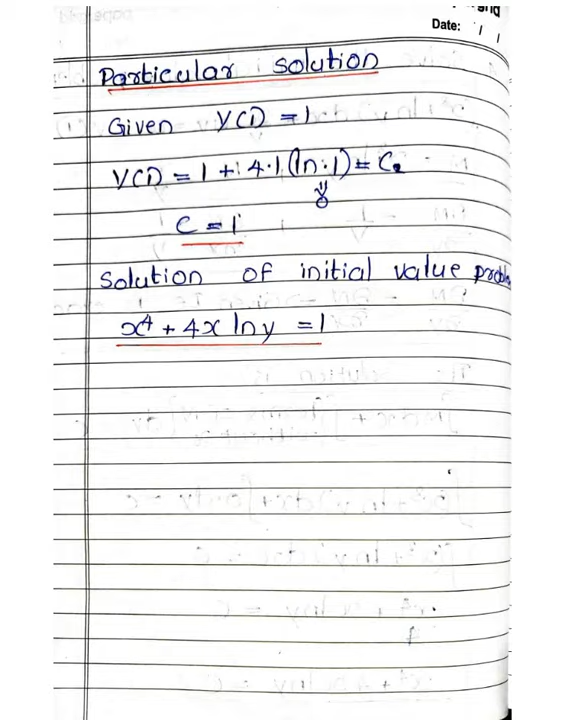 Date: / /
Particular solution
Given Y(1) = 1
Y(1) = 1 + 4.1 (ln.1) = C
0
C = 1
Solution of initial value
x⁴ + 4x ln y = 1